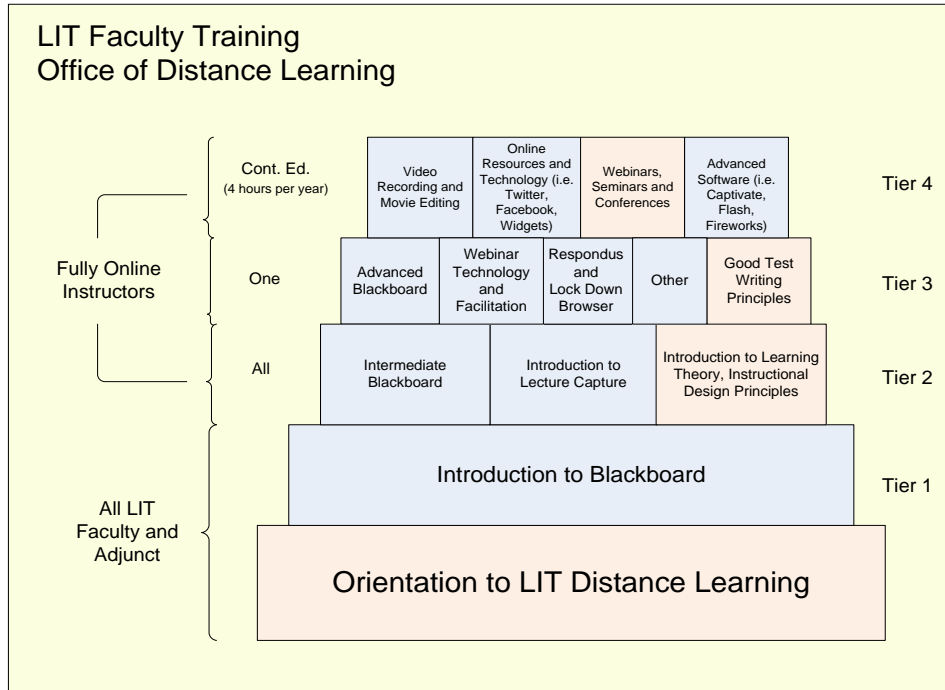 LIT Faculty Training
Office of Distance Learning
Cont. Ed.
(4 hours per year)
Video
Recording and
Movie Editing
Online
Resources and
Technology (i.e.
Twitter,
Facebook,
Widgets)
Webinars,
Seminars and
Conferences
Advanced
Software (i.e.
Captivate,
Flash,
Fireworks)
Tier 4
Fully Online
Instructors
One
Advanced
Blackboard
Webinar
Technology
and
Facilitation
Respondus
and
Lock Down
Browser
Other
Good Test
Writing
Principles
Tier 3
All
Intermediate
Blackboard
Introduction to
Lecture Capture
Introduction to Learning
Theory, Instructional
Design Principles
Tier 2
All LIT
Faculty and
Adjunct
Introduction to Blackboard
Tier 1
Orientation to LIT Distance Learning